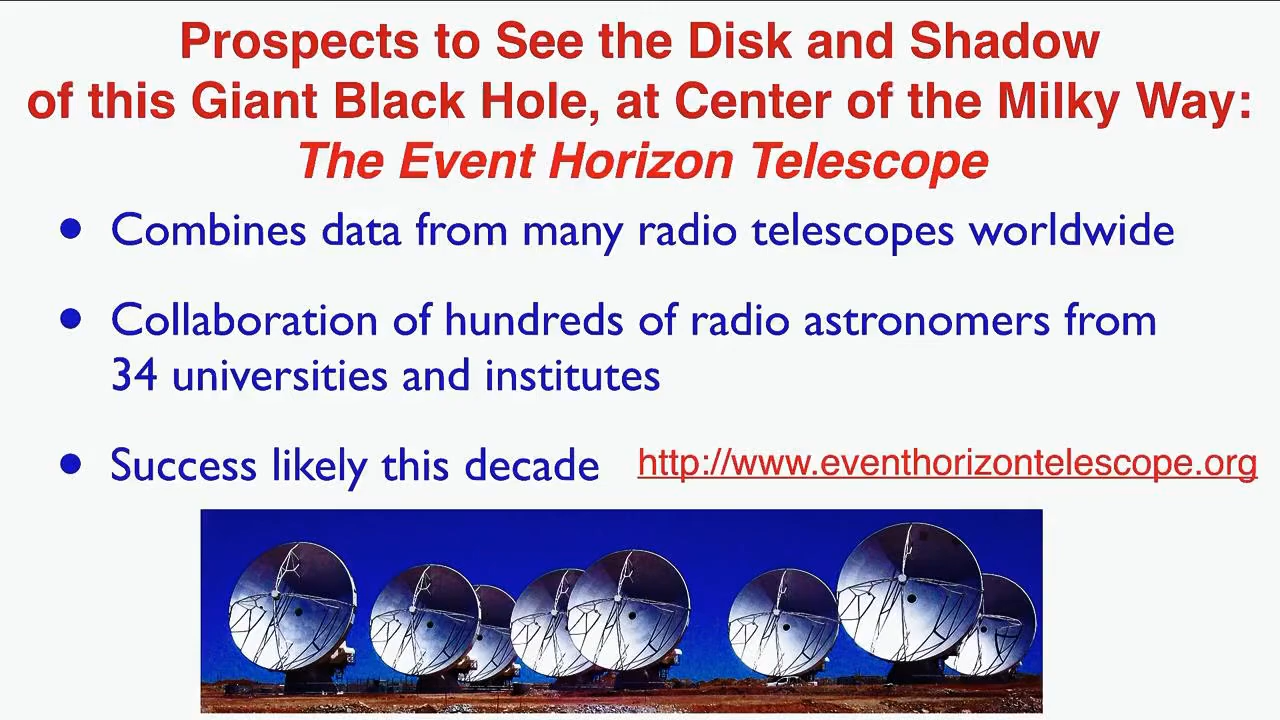 Prospects to See the Disk and Shadow
of this Giant Black Hole, at Center of the Milky Way:
The Event Horizon Telescope
• Combines data from many radio telescopes worldwide
• Collaboration of hundreds of radio astronomers from
34 universities and institutes
• Success likely this decade http://www.eventhorizontelescope.org